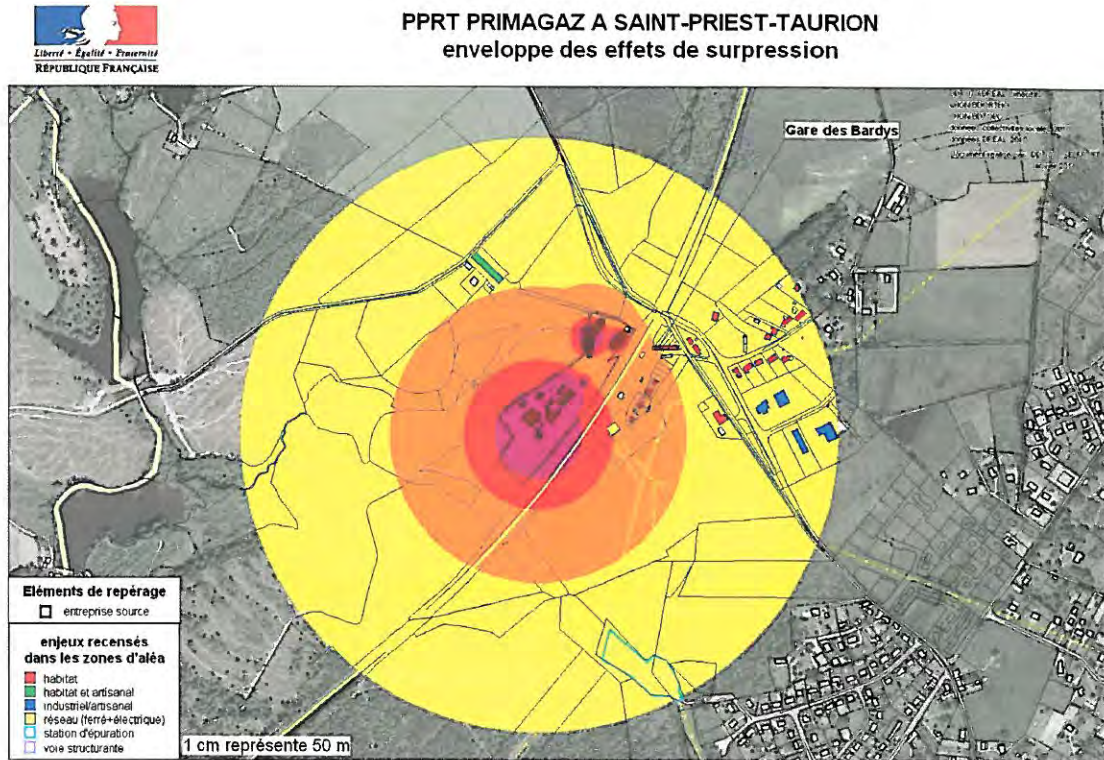 PPRT PRIMAGAZ A SAINT-PRIEST-TAURION
enveloppe des effets de surpression
Liberté • Égalité • Fraternité
RÉPUBLIQUE FRANÇAISE
Gare des Bardys
Eléments de repérage
entreprise source
enjeux recensés
dans les zones d'aléa
habitat
habitat et artisanal
industriel/artisanal
réseau (ferré+électrique)
station d'épuration
voie structurante
1 cm représente 50 m